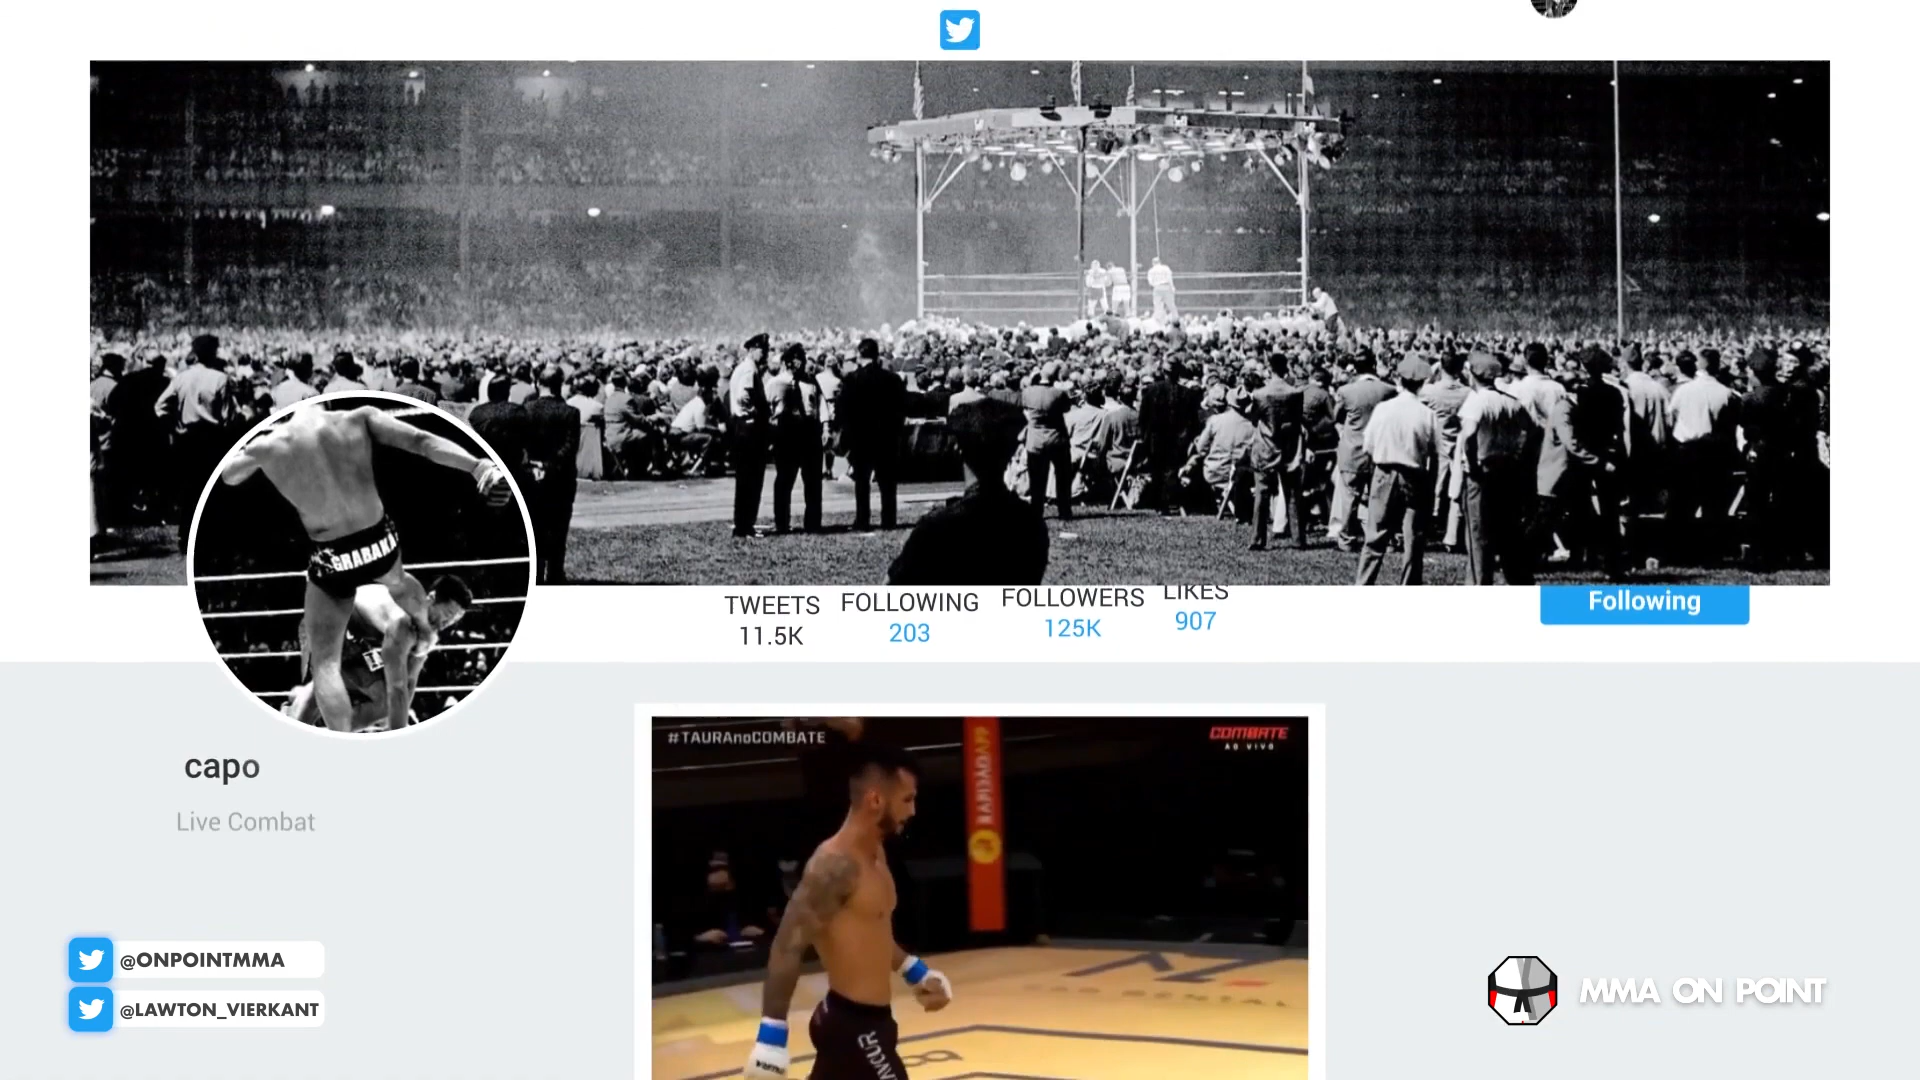 GRABAKA
TWEETS
11.5K
FOLLOWING
203
FOLLOWERS
125K
LIKES
907
Following
capo
Live Combat
#TAURAnoCOMBATE
COMBATE
AO VIVO
@ONPOINTMMA
@LAWTON_VIERKANT
MMA ON POINT